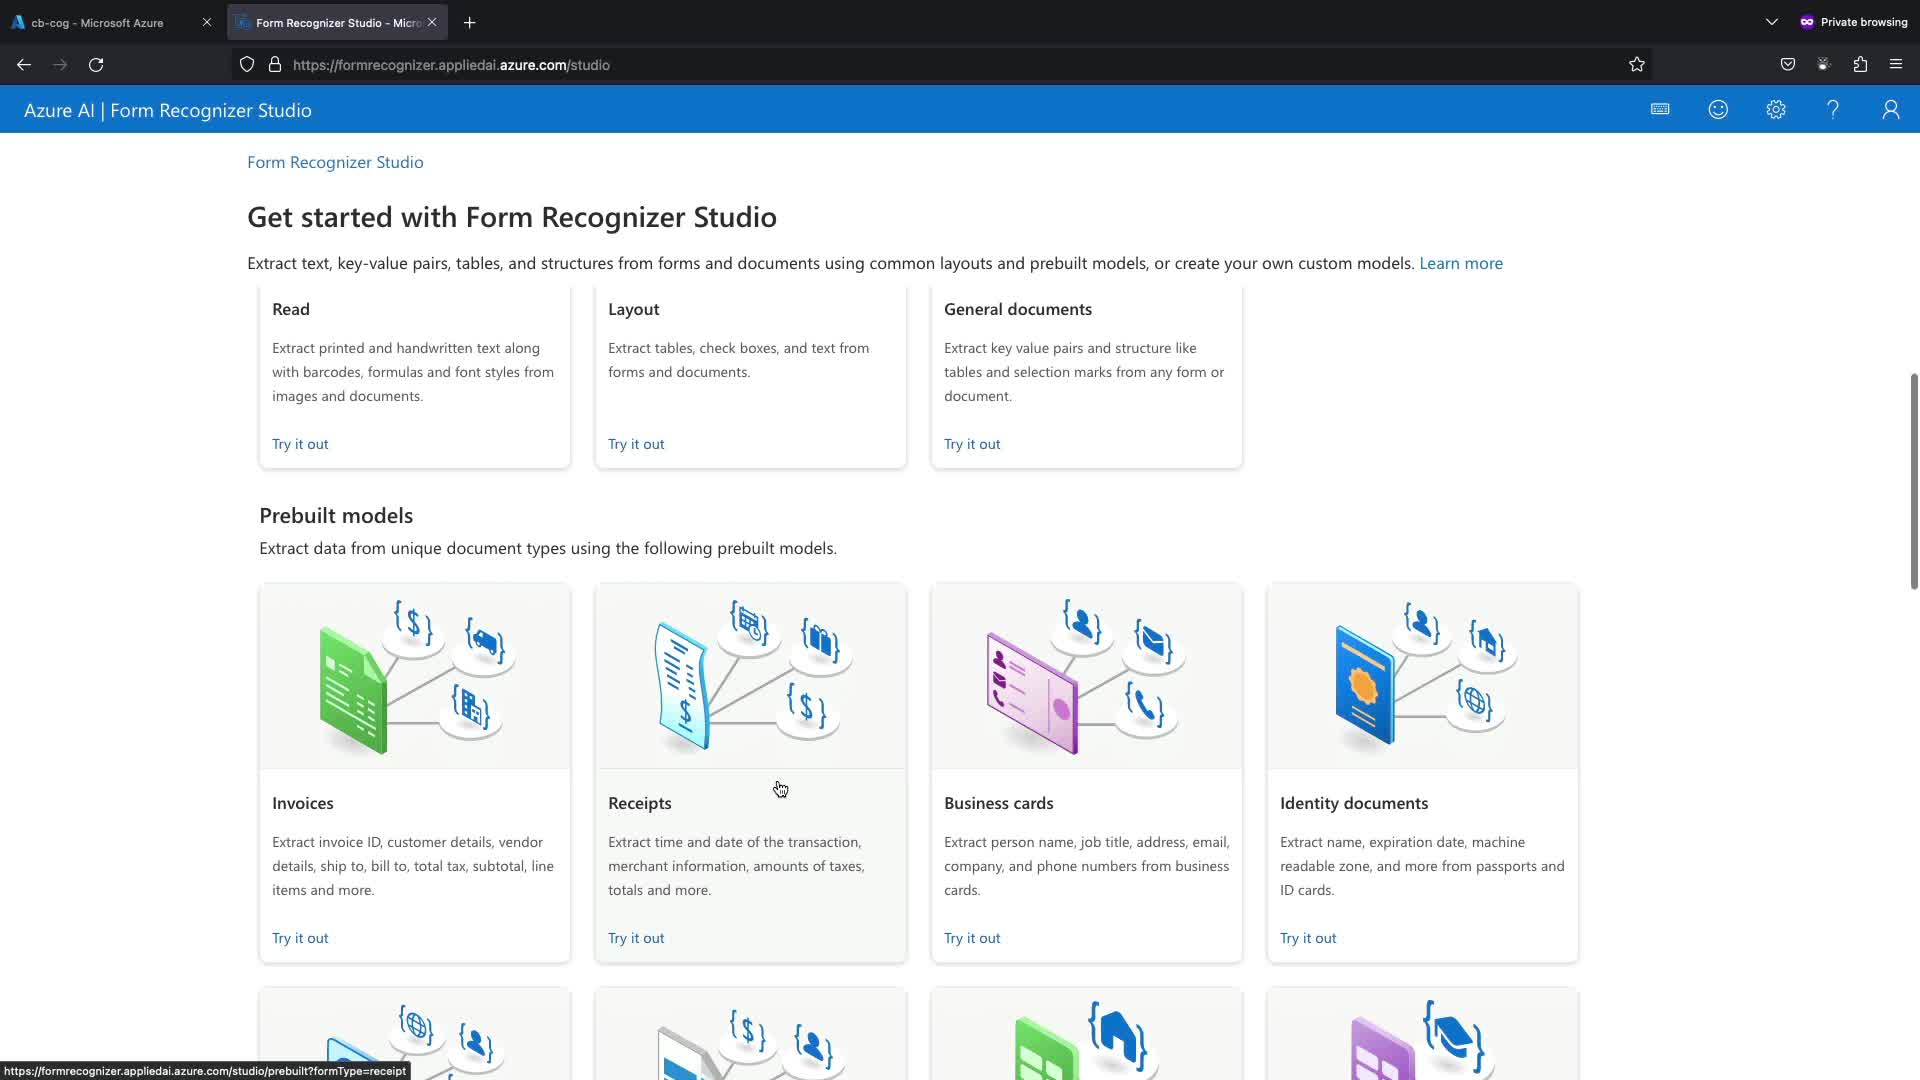 cb-cog - Microsoft Azure
Form Recognizer Studio - Micro
Private browsing
https://formrecognizer.appliedai.azure.com/studio
Azure AI | Form Recognizer Studio
Form Recognizer Studio
Get started with Form Recognizer Studio
Extract text, key-value pairs, tables, and structures from forms and documents using common layouts and prebuilt models, or create your own custom models. Learn more
Read
Extract printed and handwritten text along
with barcodes, formulas and font styles from
images and documents.
Try it out
Layout
Extract tables, check boxes, and text from
forms and documents.
Try it out
General documents
Extract key value pairs and structure like
tables and selection marks from any form or
document.
Try it out
Prebuilt models
Extract data from unique document types using the following prebuilt models.
Invoices
Extract invoice ID, customer details, vendor
details, ship to, bill to, total tax, subtotal, line
items and more.
Try it out
Receipts
Extract time and date of the transaction,
merchant information, amounts of taxes,
totals and more.
Try it out
Business cards
Extract person name, job title, address, email,
company, and phone numbers from business
cards.
Try it out
Identity documents
Extract name, expiration date, machine
readable zone, and more from passports and
ID cards.
Try it out
https://formrecognizer.appliedai.azure.com/studio/prebuilt?formType=receipt